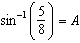 sin⁻¹(5/8) = A